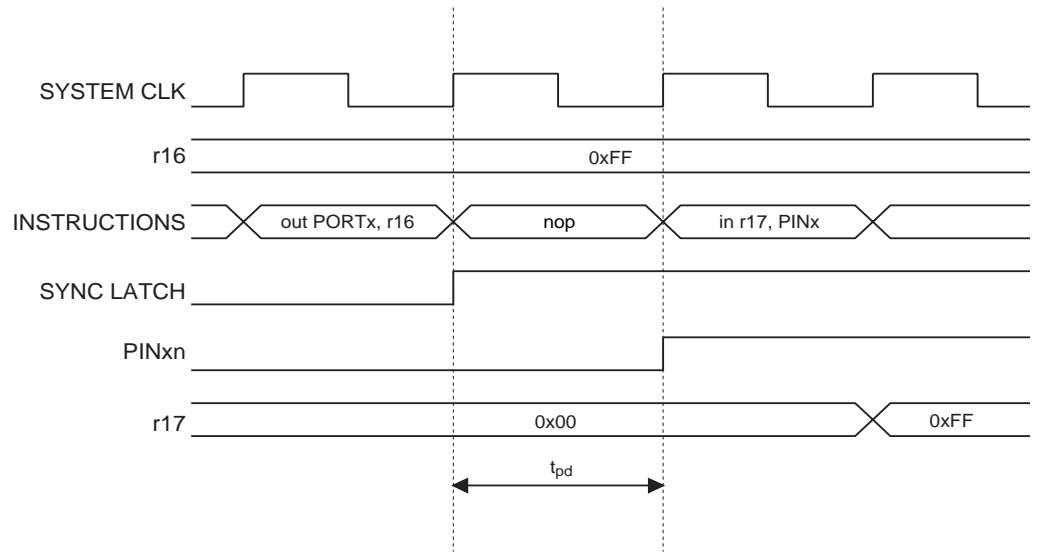 SYSTEM CLK
r16
0xFF
INSTRUCTIONS
out PORTx, r16
nop
in r17, PINx
SYNC LATCH
PINxn
r17
0x00
0xFF
tpd